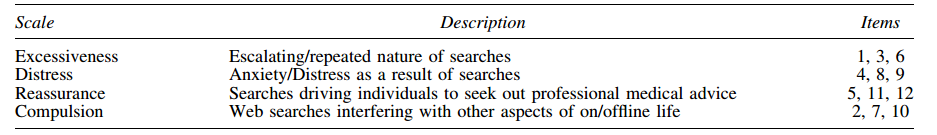 Scale Description Items
Excessiveness Escalating/repeated nature of searches 1, 3, 6
Distress Anxiety/Distress as a result of searches 4, 8, 9
Reassurance Searches driving individuals to seek out professional medical advice 5, 11, 12
Compulsion Web searches interfering with other aspects of on/offline life 2, 7, 10